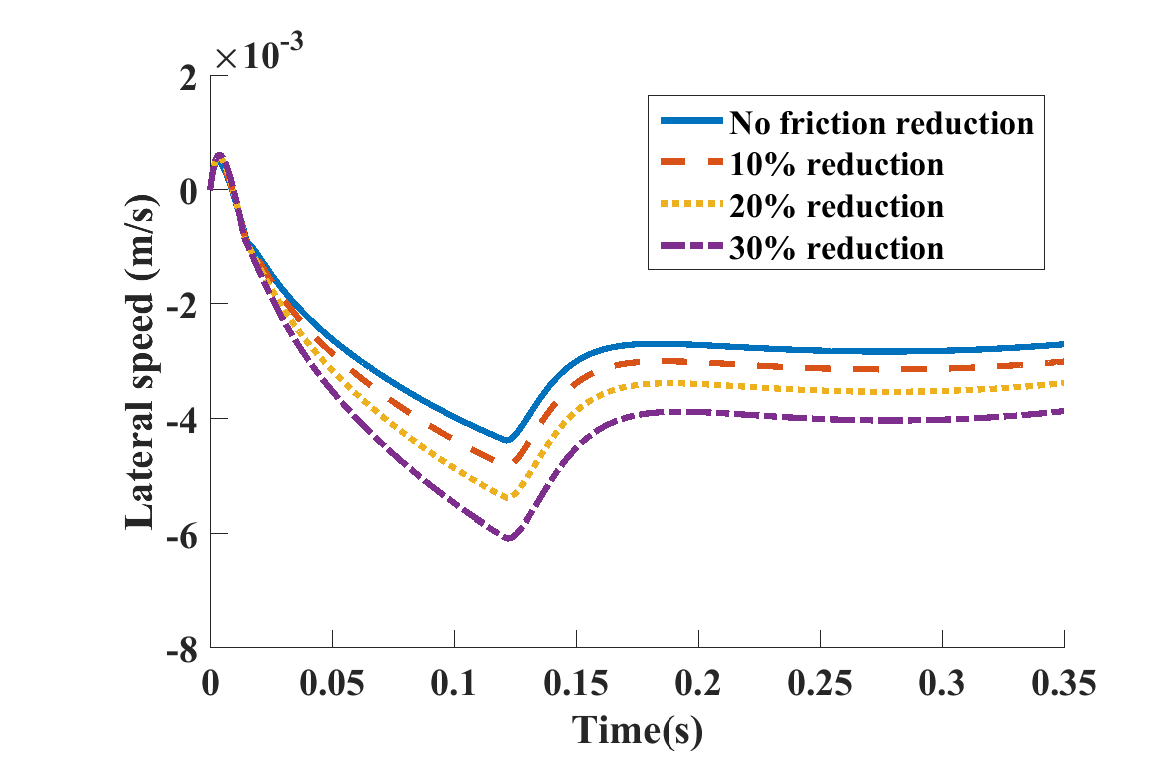 ×10-3
2
0
-2
-4
-6
-8
Lateral speed (m/s)
No friction reduction
10% reduction
20% reduction
30% reduction
0 0.05 0.1 0.15 0.2 0.25 0.3 0.35
Time(s)